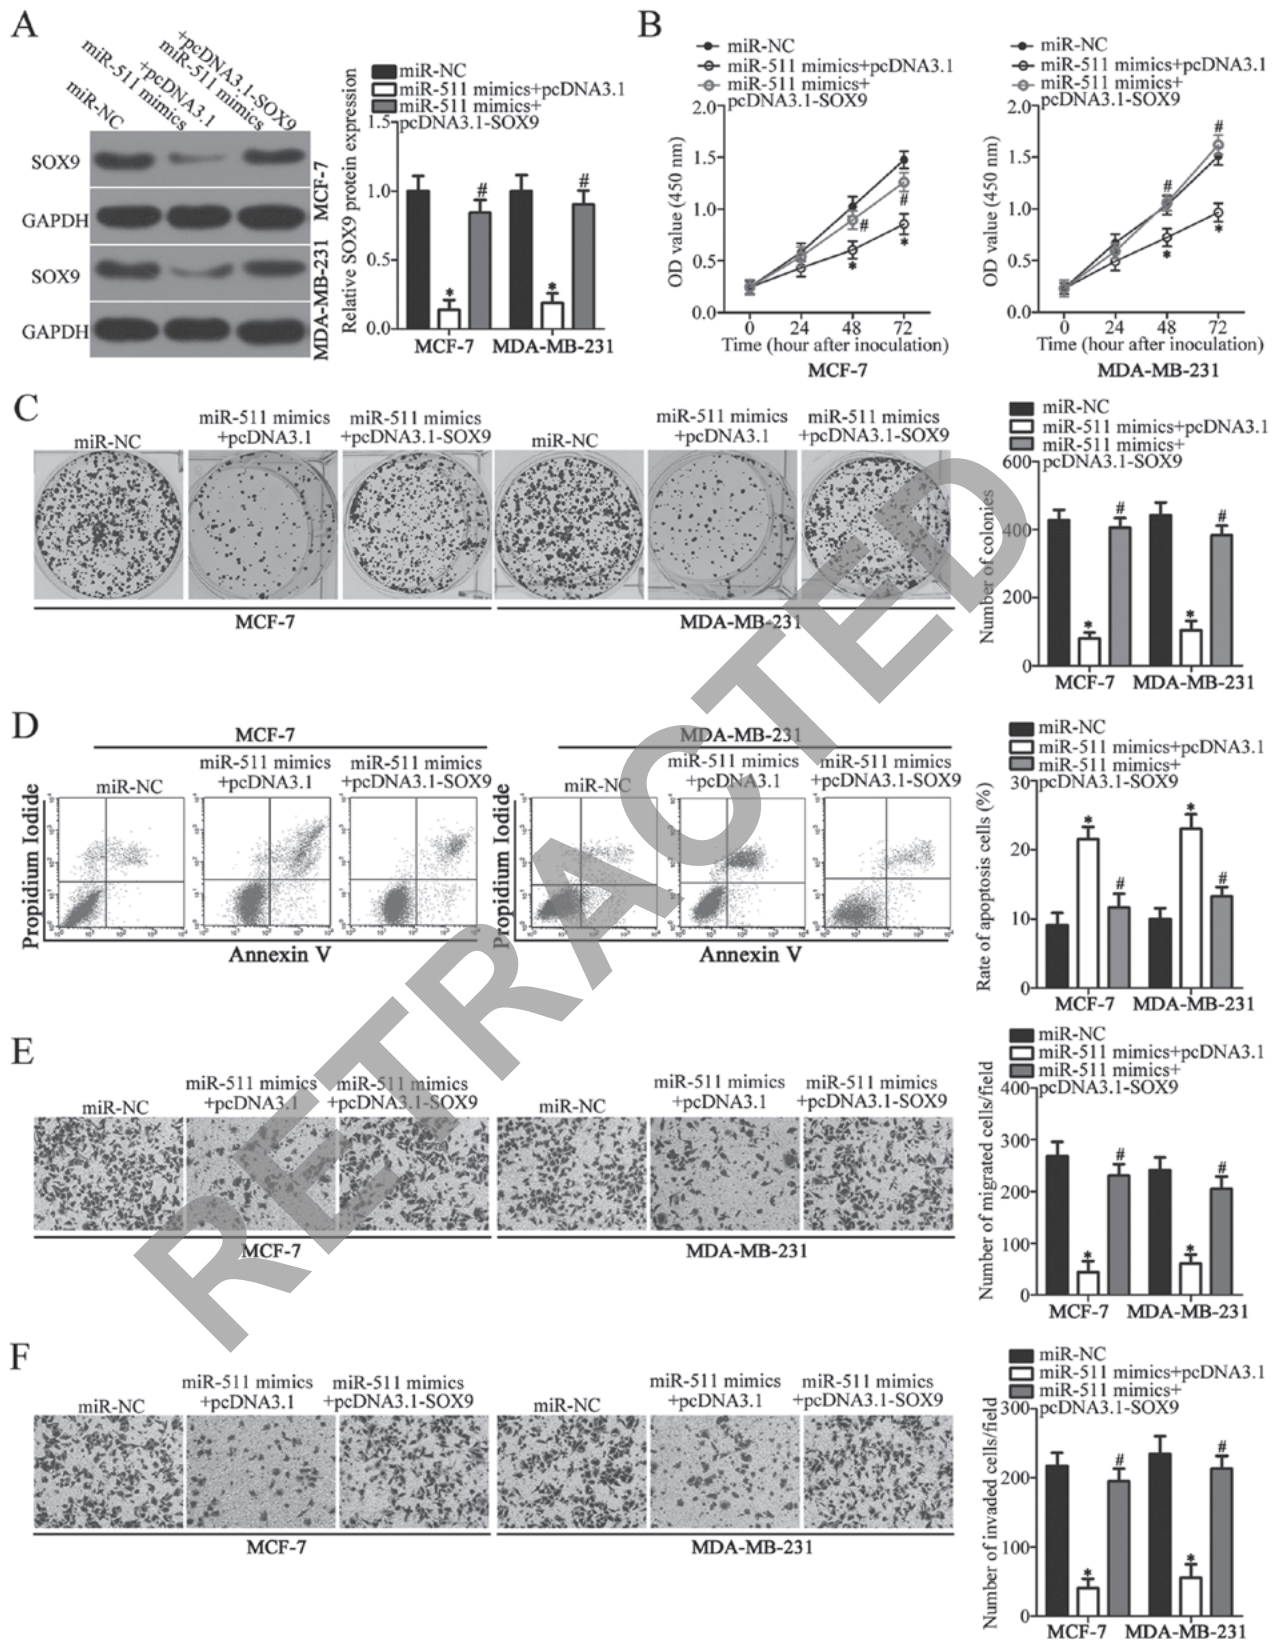 A
miR-NC
miR-511 mimics
+pcDNA3.1
miR-511 mimics
+pcDNA3.1-SOX9
SOX9
GAPDH
SOX9
GAPDH
MCF-7
MDA-MB-231
miR-NC
miR-511 mimics+pcDNA3.1
miR-511 mimics+
pcDNA3.1-SOX9
Relative SOX9 protein expression
1.5
1.0
0.5
0.0
#
#
*
*
MCF-7
MDA-MB-231
B
miR-NC
miR-511 mimics+pcDNA3.1
miR-511 mimics+
pcDNA3.1-SOX9
OD value (450 nm)
2.0
1.5
1.0
0.5
0.0
#
#
*
*
0 24 48 72
Time (hour after inoculation)
MCF-7
miR-NC
miR-511 mimics+pcDNA3.1
miR-511 mimics+
pcDNA3.1-SOX9
OD value (450 nm)
2.0
1.5
1.0
0.5
0.0
#
#
*
*
0 24 48 72
Time (hour after inoculation)
MDA-MB-231
C
miR-NC
miR-511 mimics
+pcDNA3.1
miR-511 mimics
+pcDNA3.1-SOX9
miR-NC
miR-511 mimics
+pcDNA3.1
miR-511 mimics
+pcDNA3.1-SOX9
MCF-7
MDA-MB-231
miR-NC
miR-511 mimics+pcDNA3.1
miR-511 mimics+
pcDNA3.1-SOX9
Number of colonies
600
400
200
0
#
#
*
*
MCF-7
MDA-MB-231
D
MCF-7
MDA-MB-231
miR-NC
miR-511 mimics
+pcDNA3.1
miR-511 mimics
+pcDNA3.1-SOX9
miR-NC
miR-511 mimics
+pcDNA3.1
miR-511 mimics
+pcDNA3.1-SOX9
Propidium Iodide
Annexin V
Propidium Iodide
Annexin V
miR-NC
miR-511 mimics+pcDNA3.1
miR-511 mimics+
pcDNA3.1-SOX9
Rate of apoptosis cells (%)
30
20
10
0
*
*
#
#
MCF-7
MDA-MB-231
E
miR-NC
miR-511 mimics
+pcDNA3.1
miR-511 mimics
+pcDNA3.1-SOX9
miR-NC
miR-511 mimics
+pcDNA3.1
miR-511 mimics
+pcDNA3.1-SOX9
MCF-7
MDA-MB-231
miR-NC
miR-511 mimics+pcDNA3.1
miR-511 mimics+
pcDNA3.1-SOX9
Number of migrated cells/field
400
300
200
100
0
#
#
*
*
MCF-7
MDA-MB-231
F
miR-NC
miR-511 mimics
+pcDNA3.1
miR-511 mimics
+pcDNA3.1-SOX9
miR-NC
miR-511 mimics
+pcDNA3.1
miR-511 mimics
+pcDNA3.1-SOX9
MCF-7
MDA-MB-231
miR-NC
miR-511 mimics+pcDNA3.1
miR-511 mimics+
pcDNA3.1-SOX9
Number of invaded cells/field
300
200
100
0
#
#
*
*
MCF-7
MDA-MB-231
RETRACTED